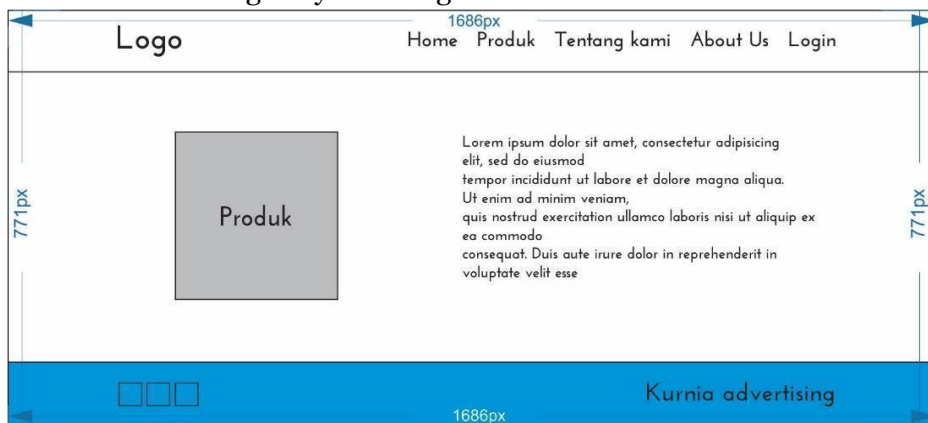 1686px
Logo
Home Produk Tentang kami About Us Login
Lorem ipsum dolor sit amet, consectetur adipisicing
elit, sed do eiusmod
tempor incididunt ut labore et dolore magna aliqua.
Ut enim ad minim veniam,
quis nostrud exercitation ullamco laboris nisi ut aliquip ex
ea commodo
consequat. Duis aute irure dolor in reprehenderit in
voluptate velit esse
Produk
771px
771px
Kurnia advertising
1686px